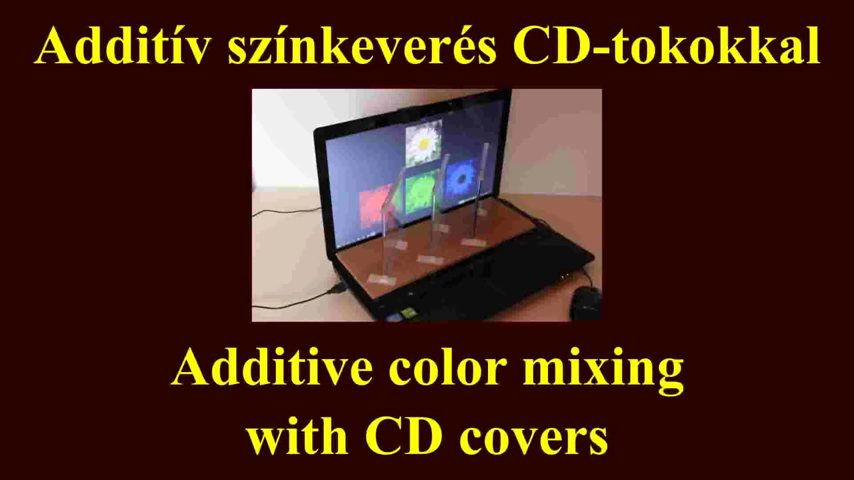 Additív színkeverés CD-tokokkal
Additive color mixing
with CD covers